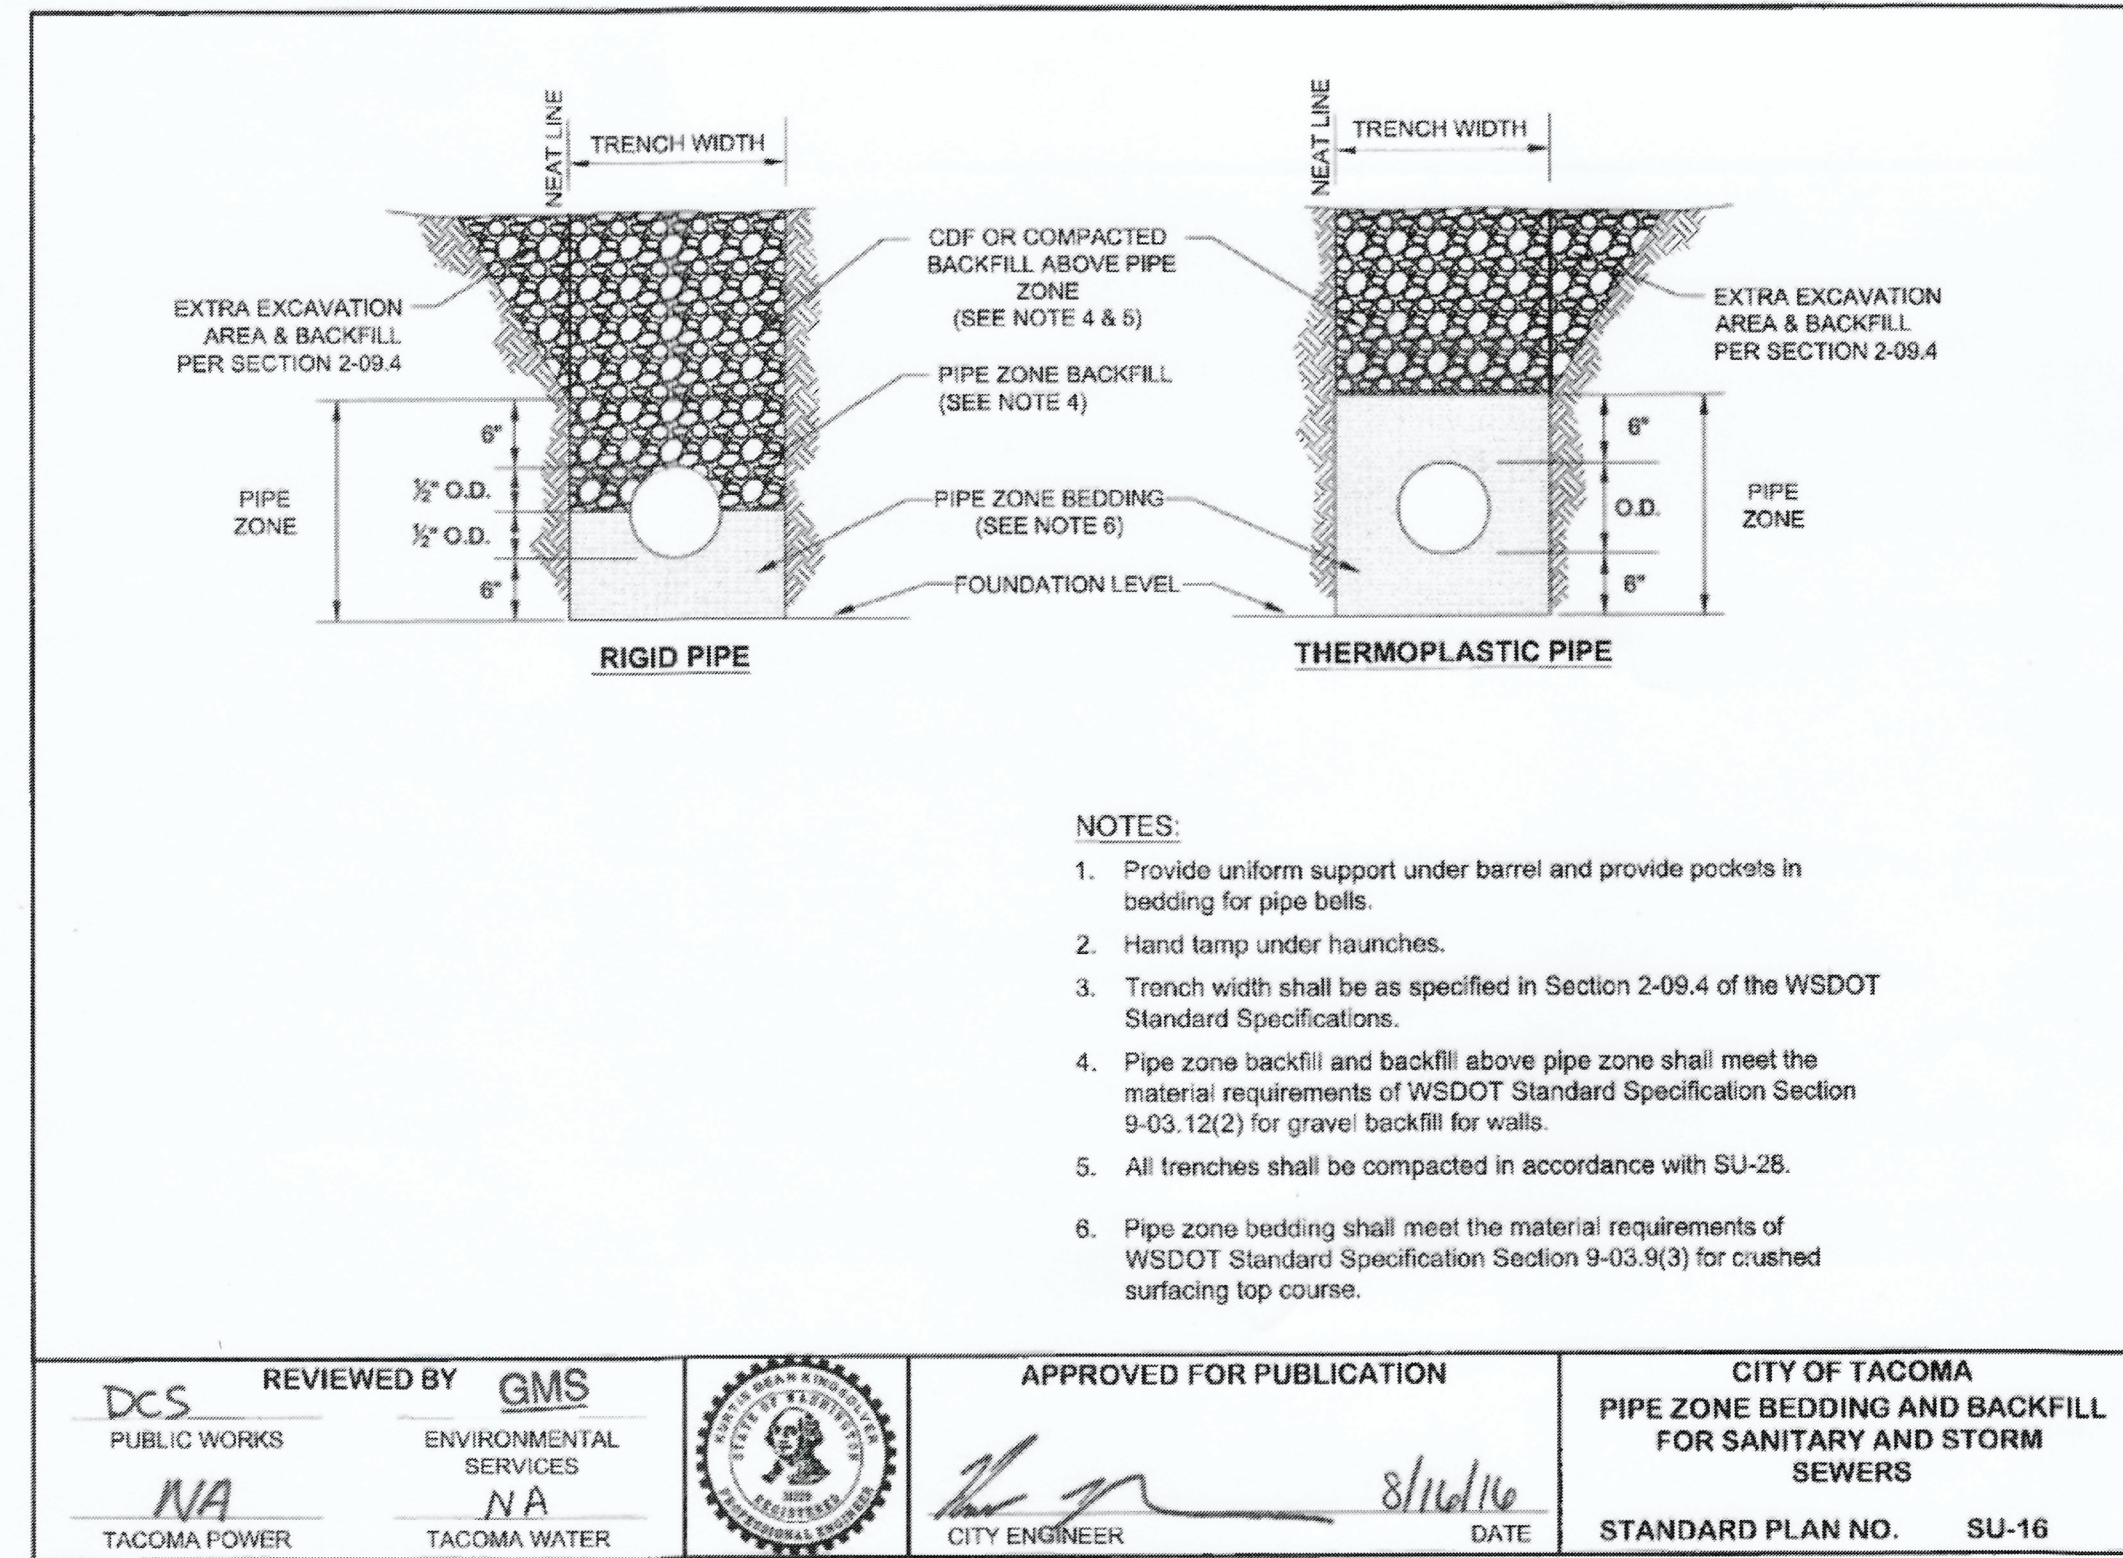 NEAT LINE
TRENCH WIDTH
NEAT LINE
TRENCH WIDTH
EXTRA EXCAVATION
AREA & BACKFILL
PER SECTION 2-09.4
CDF OR COMPACTED
BACKFILL ABOVE PIPE
ZONE
(SEE NOTE 4 & 5)
EXTRA EXCAVATION
AREA & BACKFILL
PER SECTION 2-09.4
PIPE ZONE BACKFILL
(SEE NOTE 4)
PIPE
ZONE
6"
½" O.D.
½" O.D.
6"
PIPE ZONE BEDDING
(SEE NOTE 6)
FOUNDATION LEVEL
6"
O.D.
6"
PIPE
ZONE
RIGID PIPE
THERMOPLASTIC PIPE
NOTES:
1. Provide uniform support under barrel and provide pockets in
bedding for pipe bells.
2. Hand tamp under haunches.
3. Trench width shall be as specified in Section 2-09.4 of the WSDOT
Standard Specifications.
4. Pipe zone backfill and backfill above pipe zone shall meet the
material requirements of WSDOT Standard Specification Section
9-03.12(2) for gravel backfill for walls.
5. All trenches shall be compacted in accordance with SU-28.
6. Pipe zone bedding shall meet the material requirements of
WSDOT Standard Specification Section 9-03.9(3) for crushed
surfacing top course.
REVIEWED BY
DCS
PUBLIC WORKS
GMS
ENVIRONMENTAL
SERVICES
NA
TACOMA POWER
NA
TACOMA WATER
KURTIS DEAN KINGSOLVER
STATE OF WASHINGTON
REGISTERED
PROFESSIONAL ENGINEER
APPROVED FOR PUBLICATION
8/16/16
CITY ENGINEER
DATE
CITY OF TACOMA
PIPE ZONE BEDDING AND BACKFILL
FOR SANITARY AND STORM
SEWERS
STANDARD PLAN NO. SU-16